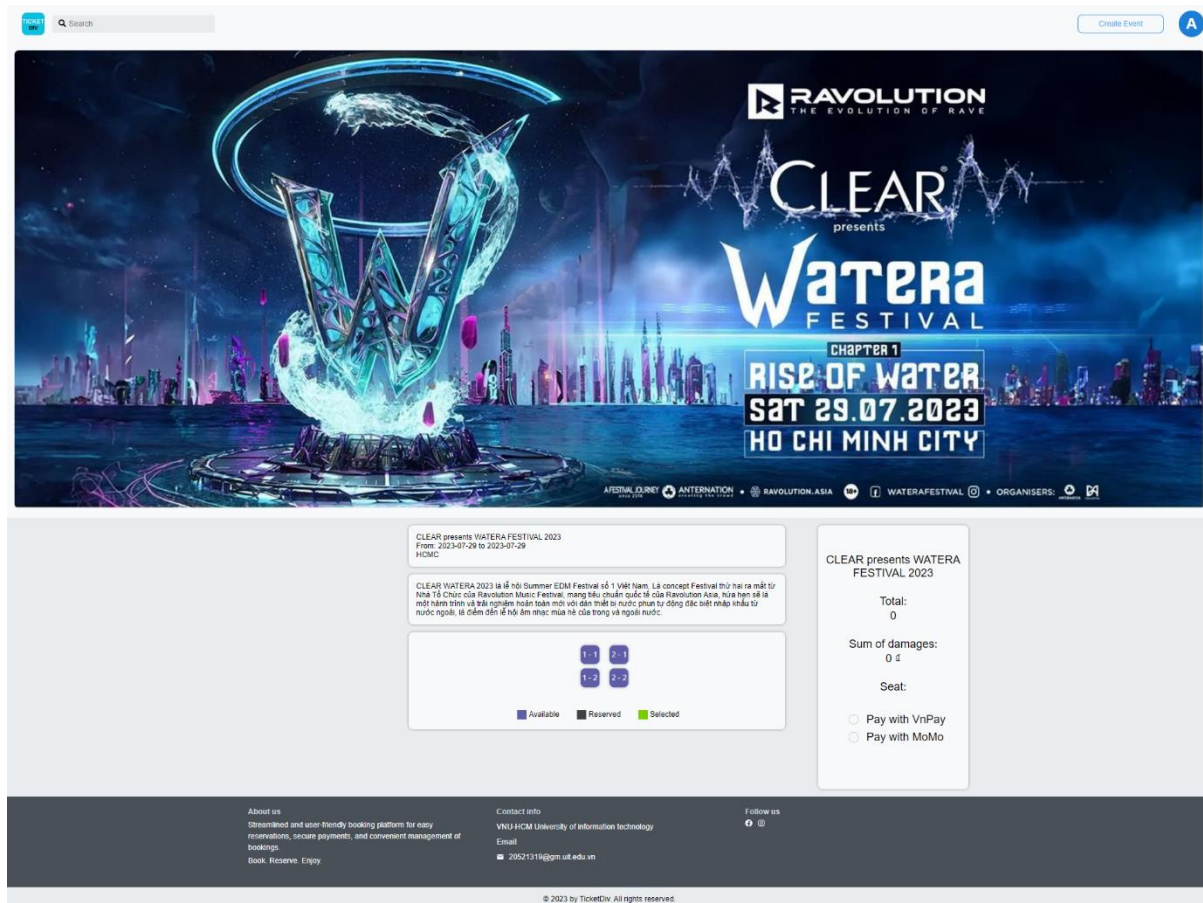 TICKET
DIV
Search
Create Event
A
RAVOLUTION
THE EVOLUTION OF RAVE
CLEAR
presents
WATERA
FESTIVAL
CHAPTER 1
RISE OF WATER
SAT 29.07.2023
HO CHI MINH CITY
A FESTIVAL JOURNEY
ANTERNATION • RAVOLUTION.ASIA 18+ WATERAFESTIVAL • ORGANISERS:
CLEAR presents WATERA FESTIVAL 2023
From: 2023-07-29 to 2023-07-29
HCMC
CLEAR WATERA 2023 là lễ hội Summer EDM Festival số 1 Việt Nam. Là concept Festival thứ hai ra mắt từ
Nhà Tổ Chức của Ravolution Music Festival, mang tiêu chuẩn quốc tế của Ravolution Asia, hứa hẹn sẽ là
một hành trình và trải nghiệm hoàn toàn mới với dàn thiết bị nước phun tự động đặc biệt nhập khẩu từ
nước ngoài, là điểm đến lễ hội âm nhạc mùa hè của trong và ngoài nước.
1 - 1 2 - 1
1 - 2 2 - 2
Available Reserved Selected
CLEAR presents WATERA
FESTIVAL 2023
Total:
0
Sum of damages:
0 ₫
Seat:
Pay with VnPay
Pay with MoMo
About us
Streamlined and user-friendly booking platform for easy
reservations, secure payments, and convenient management of
bookings.
Book. Reserve. Enjoy.
Contact info
VNU-HCM University of information technology
Email
20521319@gm.uit.edu.vn
Follow us
© 2023 by TicketDiv. All rights reserved.